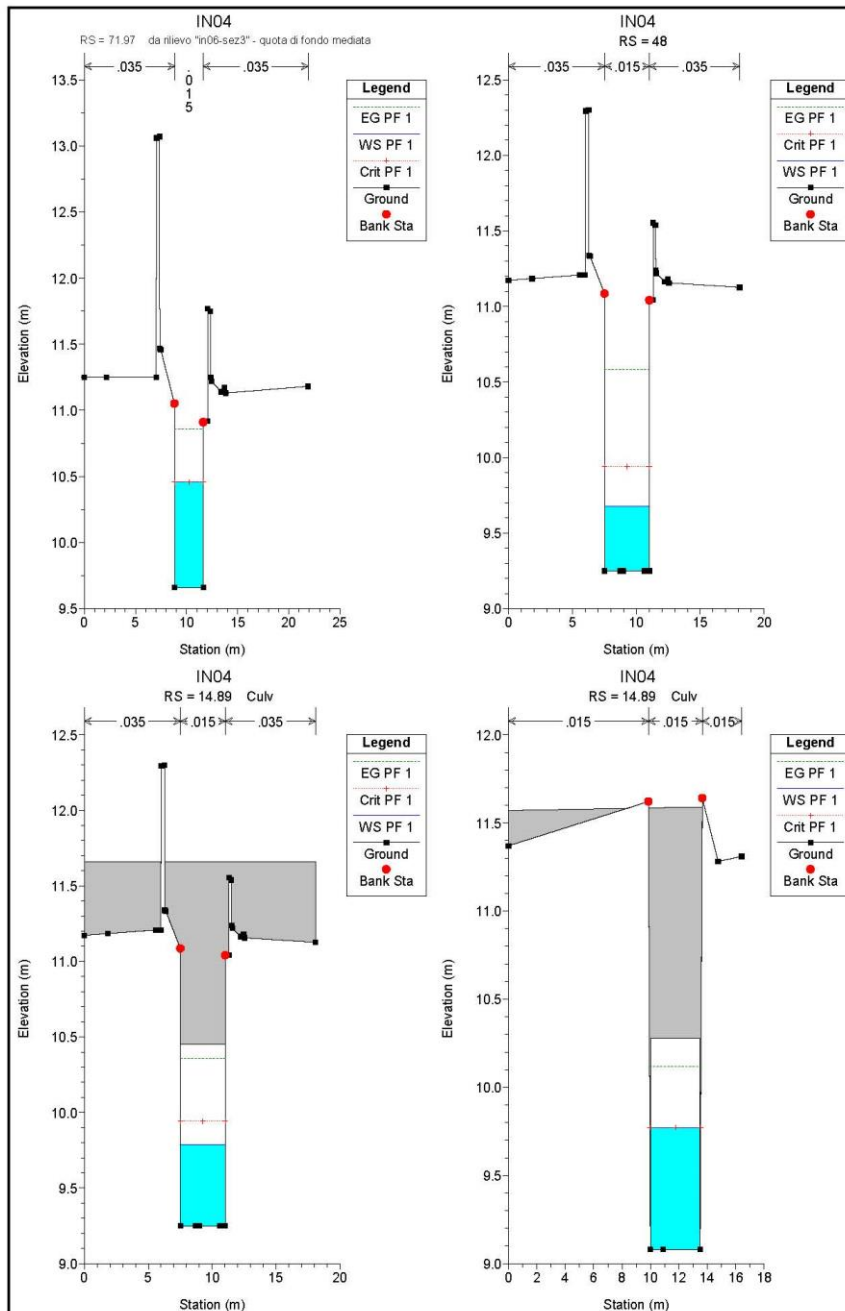 IN04
RS = 71.97 da rilievo "in06-sez3" - quota di fondo mediata
.035
.015
.035
Legend
EG PF 1
WS PF 1
Crit PF 1
Ground
Bank Sta
Elevation (m)
13.5
13.0
12.5
12.0
11.5
11.0
10.5
10.0
9.5
0 5 10 15 20 25
Station (m)
IN04
RS = 48
.035 .015 .035
Legend
EG PF 1
Crit PF 1
WS PF 1
Ground
Bank Sta
Elevation (m)
12.5
12.0
11.5
11.0
10.5
10.0
9.5
9.0
0 5 10 15 20
Station (m)
IN04
RS = 14.89 Culv
.035 .015 .035
Legend
EG PF 1
Crit PF 1
WS PF 1
Ground
Bank Sta
Elevation (m)
12.5
12.0
11.5
11.0
10.5
10.0
9.5
9.0
0 5 10 15 20
Station (m)
IN04
RS = 14.89 Culv
.015 .015 .015
Legend
EG PF 1
WS PF 1
Crit PF 1
Ground
Bank Sta
Elevation (m)
12.0
11.5
11.0
10.5
10.0
9.5
9.0
0 2 4 6 8 10 12 14 16 18
Station (m)